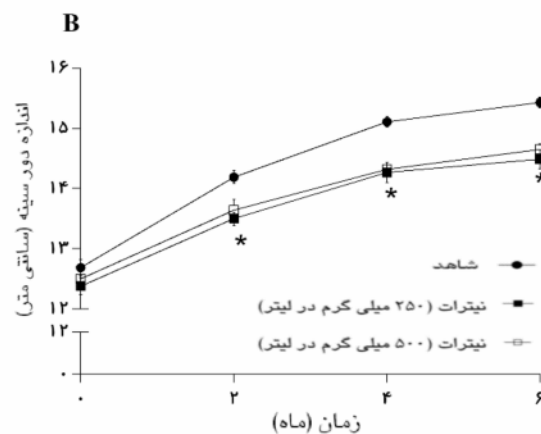 B
اندازه دور سینه (سانتی متر)
۱۶
۱۵
۱۴
۱۳
۱۲
۱۲
۰
*
*
*
شاهد
نیترات (۲۵۰ میلی گرم در لیتر)
نیترات (۵۰۰ میلی گرم در لیتر)
۰ ۲ ۴ ۶
زمان (ماه)